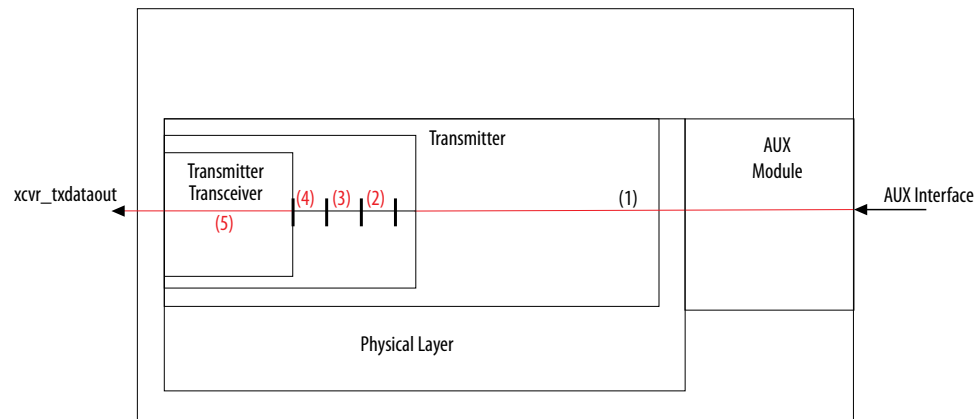 Transmitter
AUX
Module
Transmitter
Transceiver
xcvr_txdataout
(4)
(3)
(2)
(1)
AUX Interface
(5)
Physical Layer